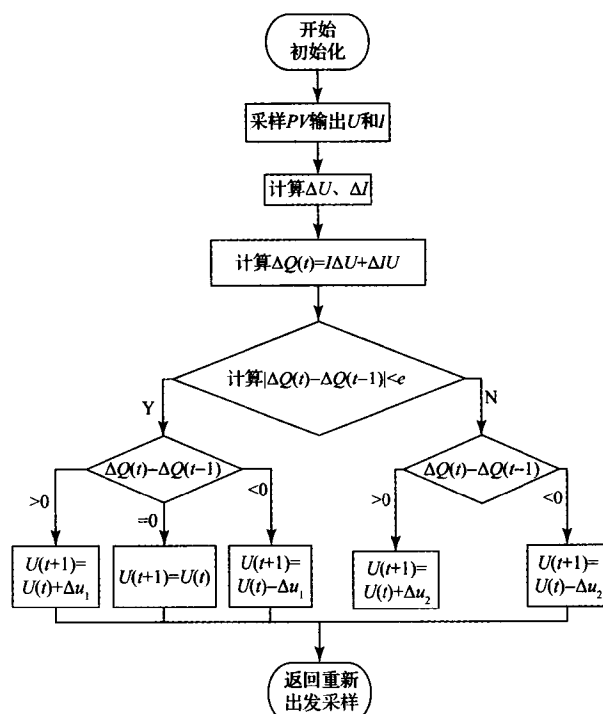 开始
初始化
采样PV输出U和I
计算ΔU、ΔI
计算ΔQ(t)=IΔU+ΔIU
计算|ΔQ(t)−ΔQ(t−1)|<e
Y
N
ΔQ(t)−ΔQ(t−1)
ΔQ(t)−ΔQ(t−1)
>0
=0
<0
>0
<0
U(t+1)=
U(t)+Δu₁
U(t+1)=U(t)
U(t+1)=
U(t)−Δu₁
U(t+1)=
U(t)+Δu₂
U(t+1)=
U(t)−Δu₂
返回重新
出发采样